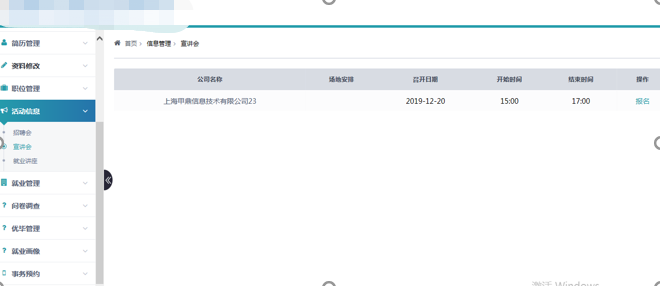 首页 › 信息管理 › 宣讲会
简历管理
资料修改
职位管理
活动信息
招聘会
宣讲会
就业讲座
就业管理
问卷调查
优华管理
就业画像
事务预约
公司名称 场地安排 召开日期 开始时间 结束时间 操作
上海甲鼎信息技术有限公司23 2019-12-20 15:00 17:00 报名
激活 Windows